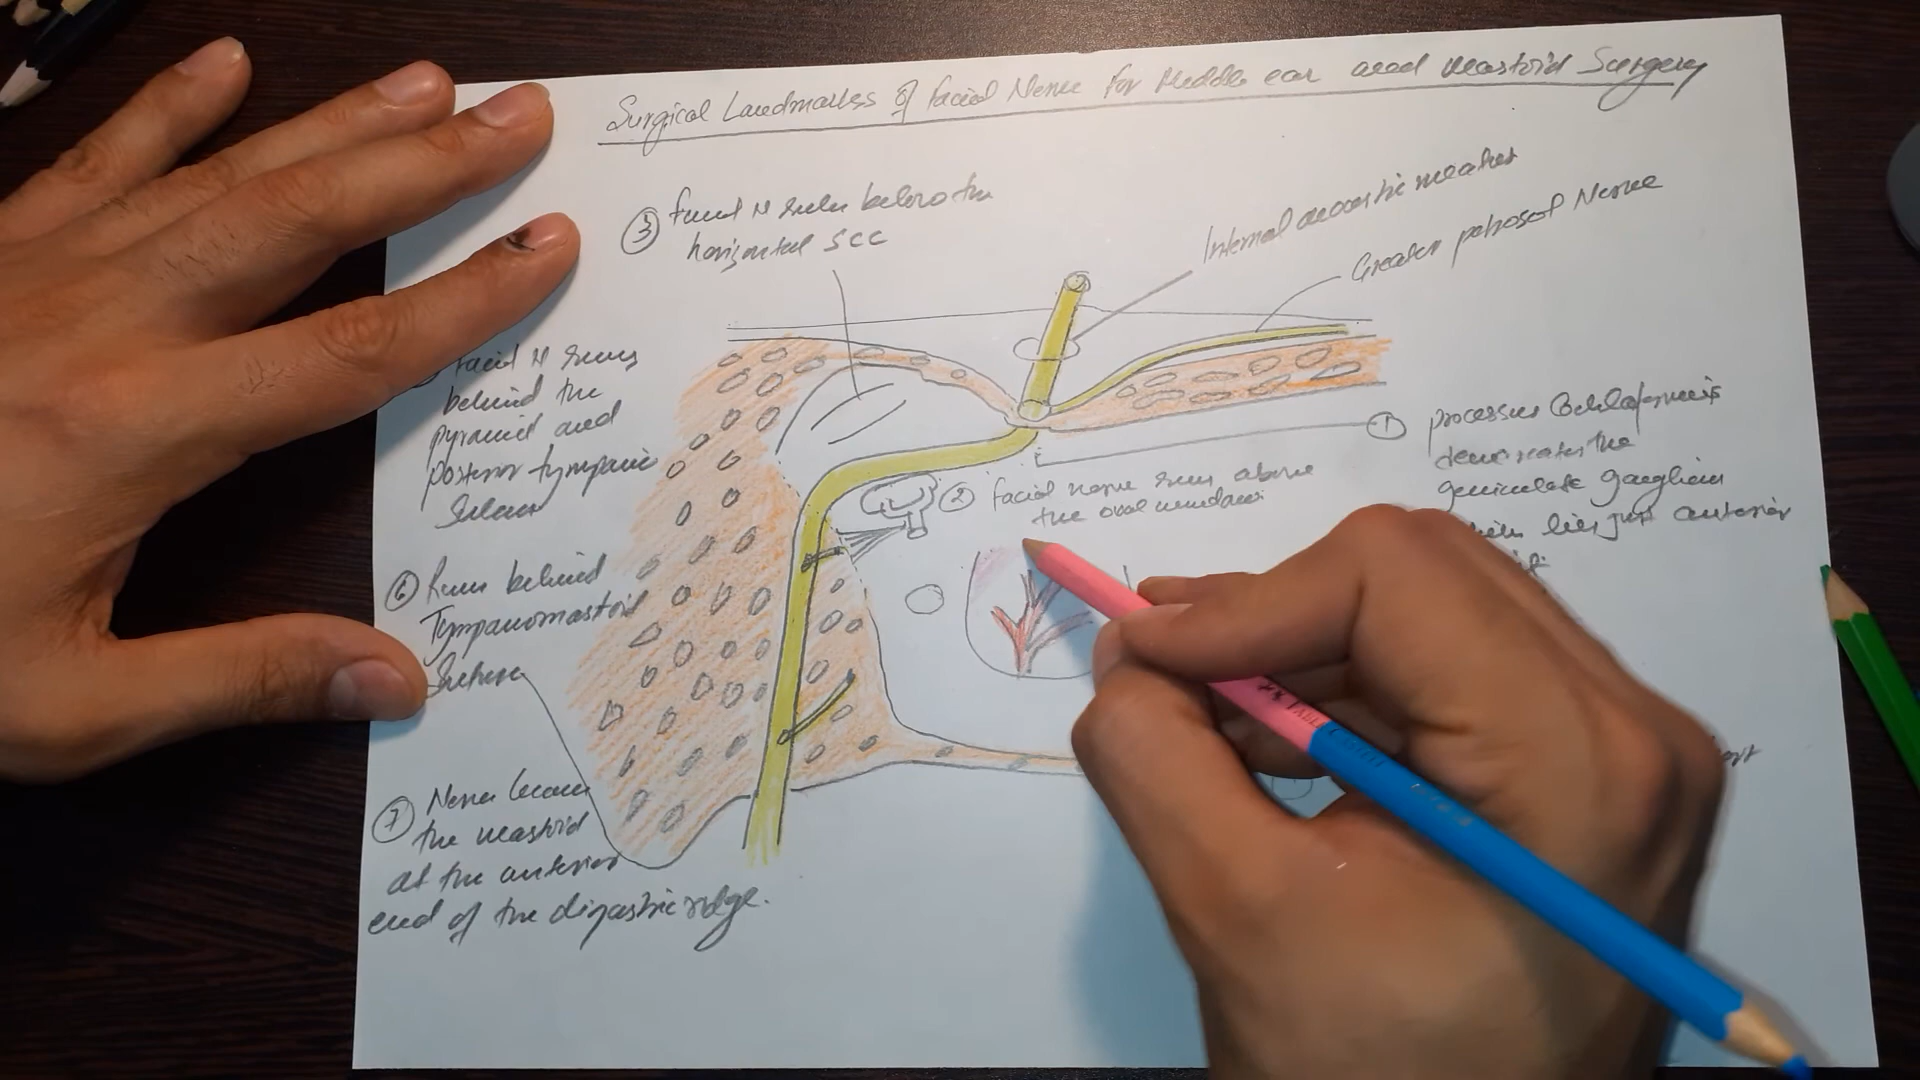 Surgical Landmarks of facial Nerve for Middle ear and Mastoid Surgery
③ facial N runs below the
horizontal SCC
Internal acoustic meatus
Greater petrosal Nerve
facial N runs
behind the
pyramid and
posterior tympanic
Sulcus
① processus Cochleaformis
demarcates the
geniculate ganglion
lies just anterior
② facial nerve runs above
the oval window
⑥ Runs behind
Tympanomastoid
Suture
⑦ Nerve leaves
the mastoid
at the anterior
end of the digastric ridge.